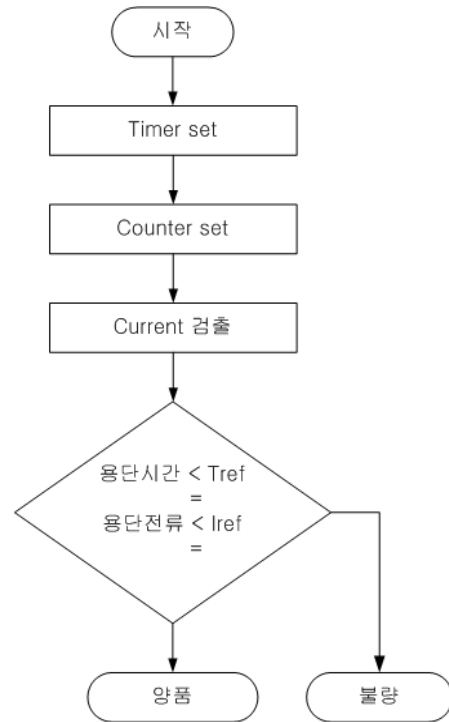 시작
Timer set
Counter set
Current 검출
용단시간 < Tref
=
용단전류 < Iref
=
양품
불량